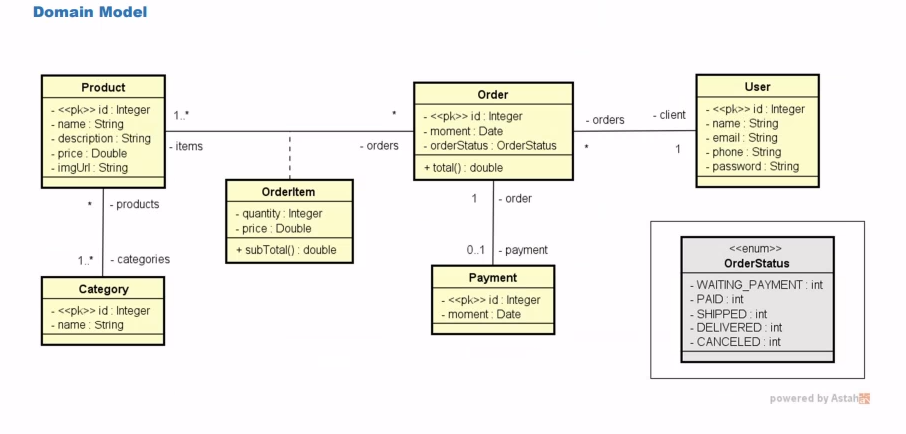 Domain Model
Product
- <<pk>> id : Integer
- name : String
- description : String
- price : Double
- imgUrl : String
1..*
- items
*
- orders
Order
- <<pk>> id : Integer
- moment : Date
- orderStatus : OrderStatus
+ total() : double
- orders
*
- client
1
User
- <<pk>> id : Integer
- name : String
- email : String
- phone : String
- password : String
OrderItem
- quantity : Integer
- price : Double
+ subTotal() : double
* - products
1..* - categories
Category
- <<pk>> id : Integer
- name : String
1 - order
0..1 - payment
Payment
- <<pk>> id : Integer
- moment : Date
<<enum>>
OrderStatus
- WAITING_PAYMENT : int
- PAID : int
- SHIPPED : int
- DELIVERED : int
- CANCELED : int
powered by Astah